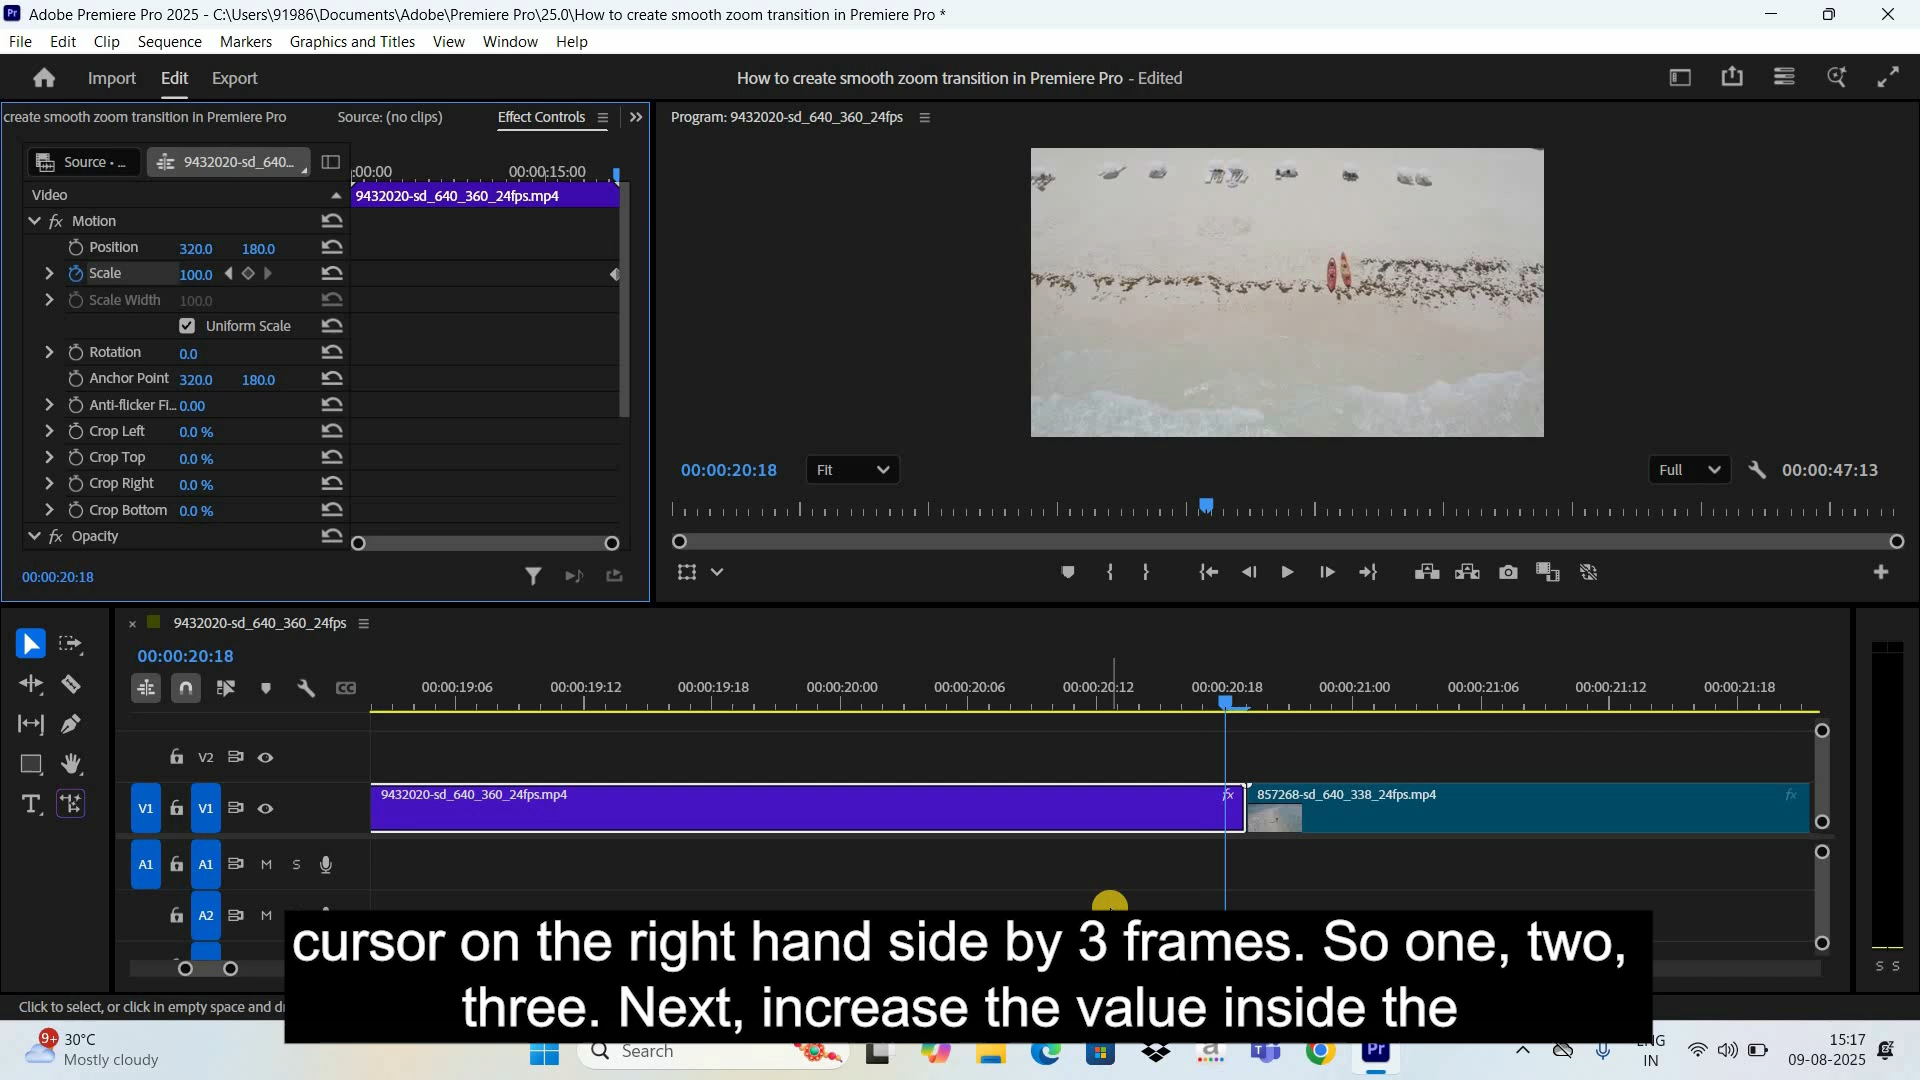 Adobe Premiere Pro 2025 - C:\Users\91986\Documents\Adobe\Premiere Pro\25.0\How to create smooth zoom transition in Premiere Pro *
File Edit Clip Sequence Markers Graphics and Titles View Window Help
Import Edit Export
How to create smooth zoom transition in Premiere Pro - Edited
create smooth zoom transition in Premiere Pro
Source: (no clips)
Effect Controls
Program: 9432020-sd_640_360_24fps
Source • ...
9432020-sd_640...
:00:00
00:00:15:00
Video
9432020-sd_640_360_24fps.mp4
fx Motion
Position 320.0 180.0
Scale 100.0
Scale Width 100.0
Uniform Scale
Rotation 0.0
Anchor Point 320.0 180.0
Anti-flicker Fi... 0.00
Crop Left 0.0 %
Crop Top 0.0 %
Crop Right 0.0 %
Crop Bottom 0.0 %
fx Opacity
00:00:20:18
00:00:20:18
Fit
Full
00:00:47:13
9432020-sd_640_360_24fps
00:00:20:18
00:00:19:06 00:00:19:12 00:00:19:18 00:00:20:00 00:00:20:06 00:00:20:12 00:00:20:18 00:00:21:00 00:00:21:06 00:00:21:12 00:00:21:18
V2
V1 V1
9432020-sd_640_360_24fps.mp4 fx
857268-sd_640_338_24fps.mp4 fx
A1 A1 M S
A2 M
S S
cursor on the right hand side by 3 frames. So one, two,
three. Next, increase the value inside the
Click to select, or click in empty space and
9+
30°C
Mostly cloudy
Search
ENG
IN
15:17
09-08-2025